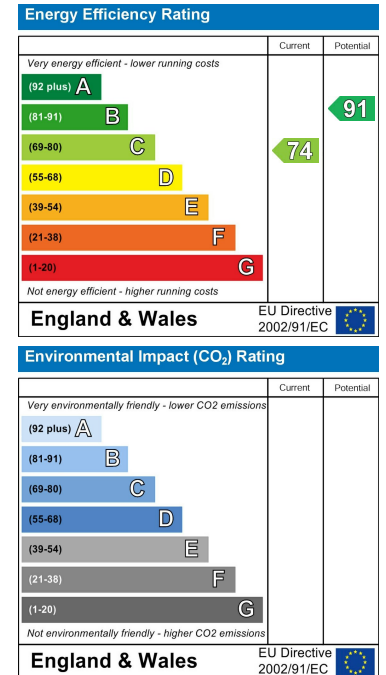 Energy Efficiency Rating
Current Potential
Very energy efficient - lower running costs
(92 plus) A
(81-91) B
91
(69-80) C
74
(55-68) D
(39-54) E
(21-38) F
(1-20) G
Not energy efficient - higher running costs
England & Wales
EU Directive
2002/91/EC
Environmental Impact (CO₂) Rating
Current Potential
Very environmentally friendly - lower CO2 emissions
(92 plus) A
(81-91) B
(69-80) C
(55-68) D
(39-54) E
(21-38) F
(1-20) G
Not environmentally friendly - higher CO2 emissions
England & Wales
EU Directive
2002/91/EC